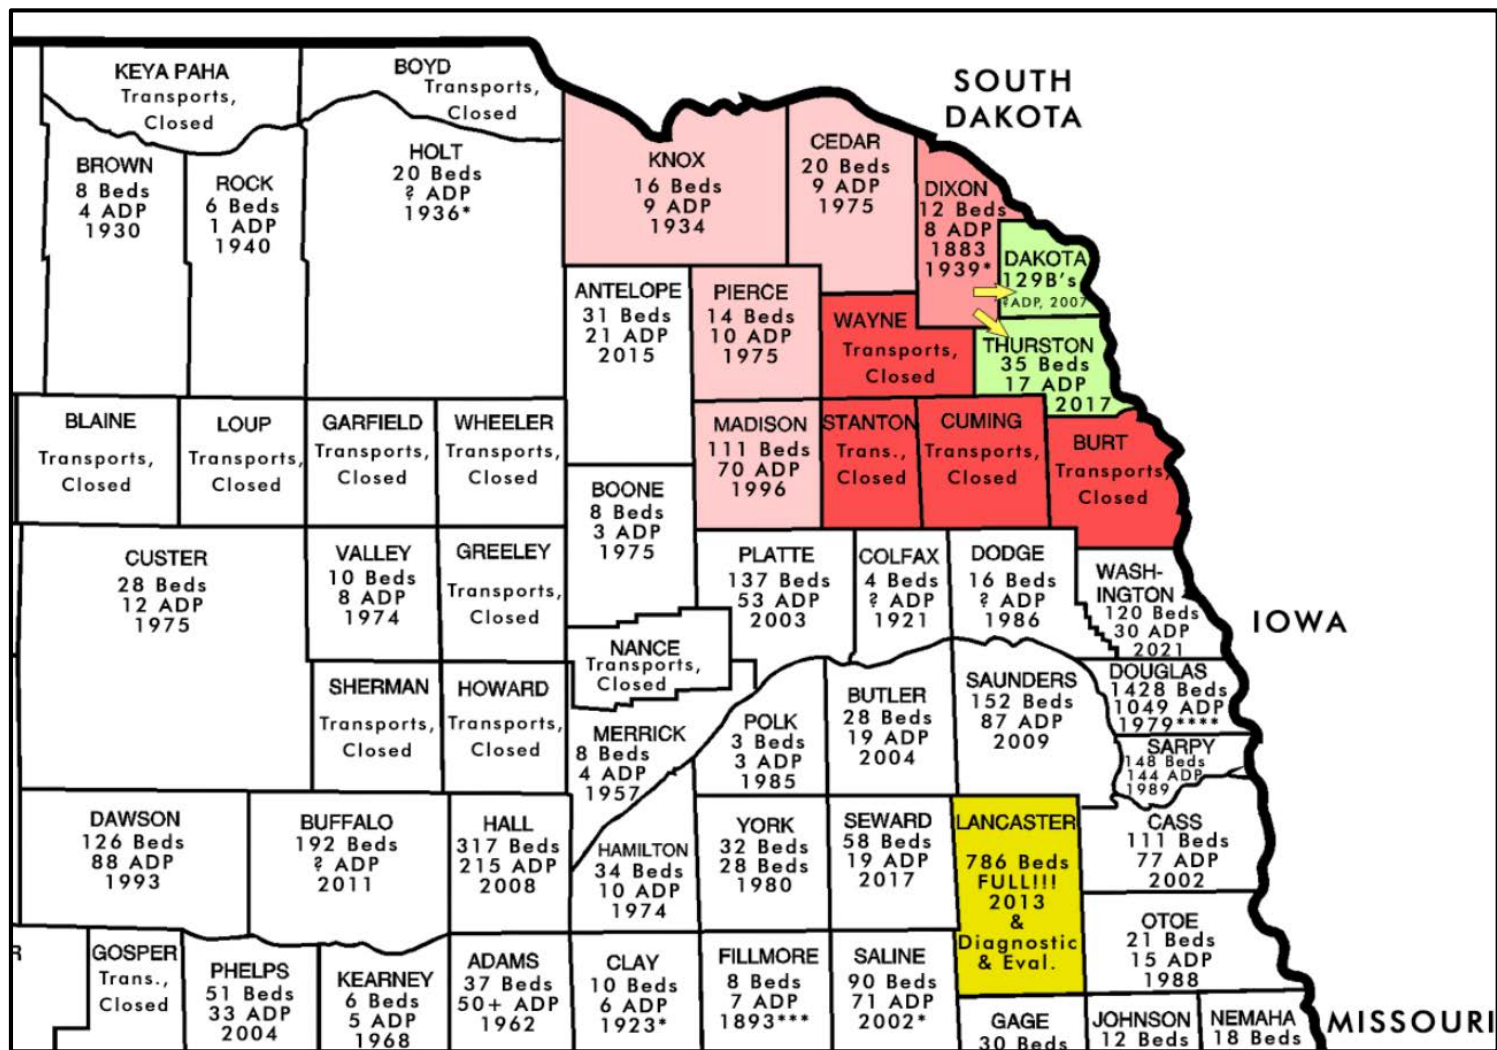 SOUTH
DAKOTA
KEYA PAHA
Transports,
Closed
BOYD
Transports,
Closed
BROWN
8 Beds
4 ADP
1930
ROCK
6 Beds
1 ADP
1940
HOLT
20 Beds
? ADP
1936*
KNOX
16 Beds
9 ADP
1934
CEDAR
20 Beds
9 ADP
1975
DIXON
12 Beds
8 ADP
1883
1939*
DAKOTA
129B's
?ADP, 2007
ANTELOPE
31 Beds
21 ADP
2015
PIERCE
14 Beds
10 ADP
1975
WAYNE
Transports,
Closed
THURSTON
35 Beds
17 ADP
2017
BLAINE
Transports,
Closed
LOUP
Transports,
Closed
GARFIELD
Transports,
Closed
WHEELER
Transports,
Closed
MADISON
111 Beds
70 ADP
1996
STANTON
Trans.,
Closed
CUMING
Transports,
Closed
BURT
Transports,
Closed
BOONE
8 Beds
3 ADP
1975
CUSTER
28 Beds
12 ADP
1975
VALLEY
10 Beds
8 ADP
1974
GREELEY
Transports,
Closed
PLATTE
137 Beds
53 ADP
2003
COLFAX
4 Beds
? ADP
1921
DODGE
16 Beds
? ADP
1986
WASH-
INGTON
120 Beds
30 ADP
2021
IOWA
NANCE
Transports,
Closed
SHERMAN
Transports,
Closed
HOWARD
Transports,
Closed
MERRICK
8 Beds
4 ADP
1957
POLK
3 Beds
3 ADP
1985
BUTLER
28 Beds
19 ADP
2004
SAUNDERS
152 Beds
87 ADP
2009
DOUGLAS
1428 Beds
1049 ADP
1979****
SARPY
148 Beds
144 ADP
1989
DAWSON
126 Beds
88 ADP
1993
BUFFALO
192 Beds
? ADP
2011
HALL
317 Beds
215 ADP
2008
HAMILTON
34 Beds
10 ADP
1974
YORK
32 Beds
28 Beds
1980
SEWARD
58 Beds
19 ADP
2017
LANCASTER
786 Beds
FULL!!!
2013
&
Diagnostic
& Eval.
CASS
111 Beds
77 ADP
2002
OTOE
21 Beds
15 ADP
1988
R
GOSPER
Trans.,
Closed
PHELPS
51 Beds
33 ADP
2004
KEARNEY
6 Beds
5 ADP
1968
ADAMS
37 Beds
50+ ADP
1962
CLAY
10 Beds
6 ADP
1923*
FILLMORE
8 Beds
7 ADP
1893***
SALINE
90 Beds
71 ADP
2002*
GAGE
30 Beds
JOHNSON
12 Beds
NEMAHA
18 Beds
MISSOURI